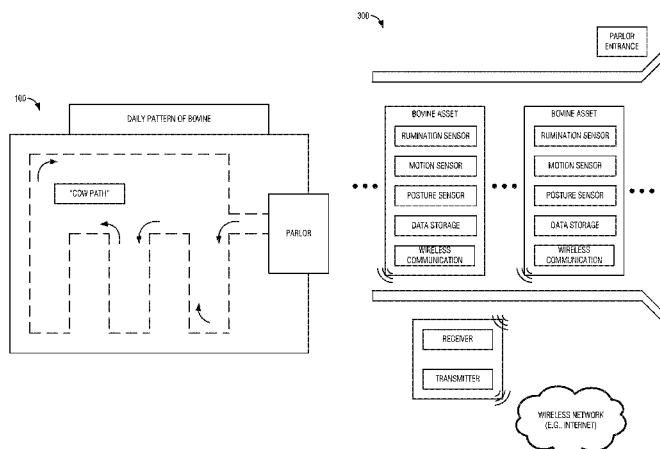 100
DAILY PATTERN OF BOVINE
"COW PATH"
PARLOR
300
PARLOR
ENTRANCE
BOVINE ASSET
RUMINATION SENSOR
MOTION SENSOR
POSTURE SENSOR
DATA STORAGE
WIRELESS
COMMUNICATION
BOVINE ASSET
RUMINATION SENSOR
MOTION SENSOR
POSTURE SENSOR
DATA STORAGE
WIRELESS
COMMUNICATION
RECEIVER
TRANSMITTER
WIRELESS NETWORK
(E.G., INTERNET)